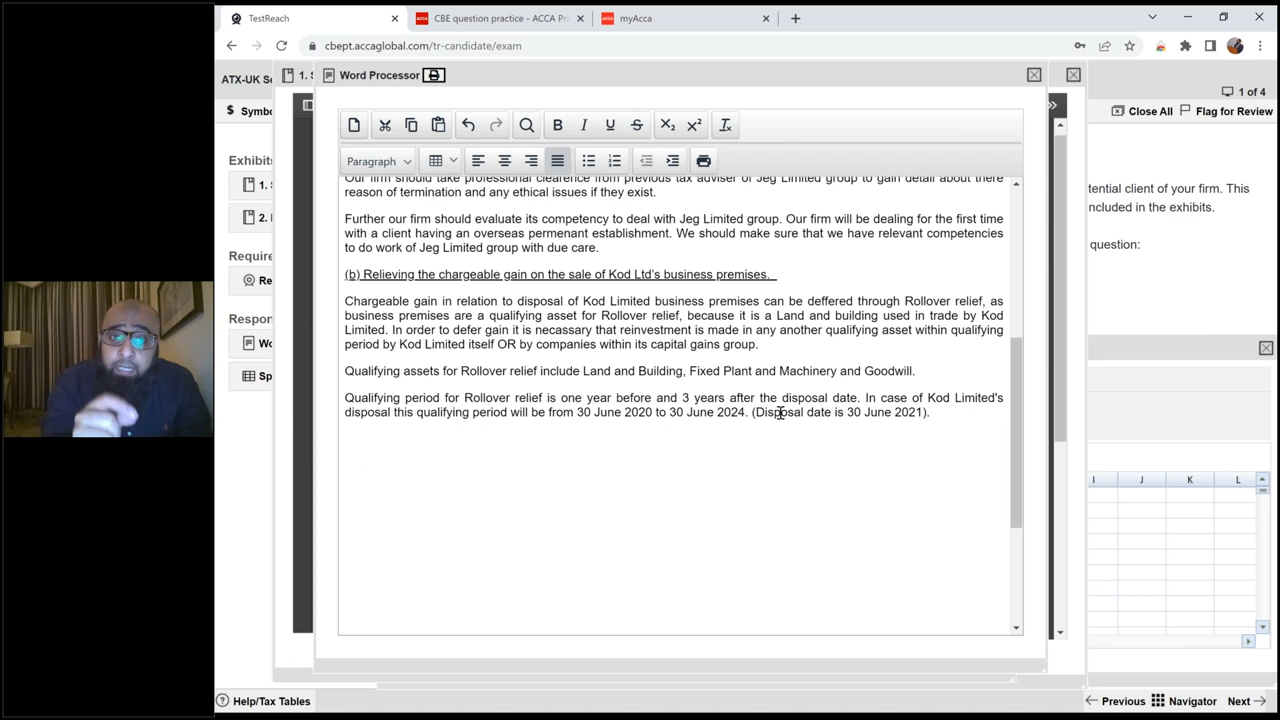 TestReach
CBE question practice - ACCA Pra
myAcca
cbept.accaglobal.com/tr-candidate/exam
ATX-UK Se
1. S
Word Processor
1 of 4
Symbo
Close All
Flag for Review
Paragraph
Exhibits
1. S
2. I
Require
Re
Respon
Wo
Sp
Our firm should take professional clearence from previous tax adviser of Jeg Limited group to gain detail about there
reason of termination and any ethical issues if they exist.
Further our firm should evaluate its competency to deal with Jeg Limited group. Our firm will be dealing for the first time
with a client having an overseas permenant establishment. We should make sure that we have relevant competencies
to do work of Jeg Limited group with due care.
(b) Relieving the chargeable gain on the sale of Kod Ltd's business premises.
Chargeable gain in relation to disposal of Kod Limited business premises can be deffered through Rollover relief, as
business premises are a qualifying asset for Rollover relief, because it is a Land and building used in trade by Kod
Limited. In order to defer gain it is necassary that reinvestment is made in any another qualifying asset within qualifying
period by Kod Limited itself OR by companies within its capital gains group.
Qualifying assets for Rollover relief include Land and Building, Fixed Plant and Machinery and Goodwill.
Qualifying period for Rollover relief is one year before and 3 years after the disposal date. In case of Kod Limited's
disposal this qualifying period will be from 30 June 2020 to 30 June 2024. (Disposal date is 30 June 2021).
tential client of your firm. This
ncluded in the exhibits.
question:
I J K L
Help/Tax Tables
Previous
Navigator
Next